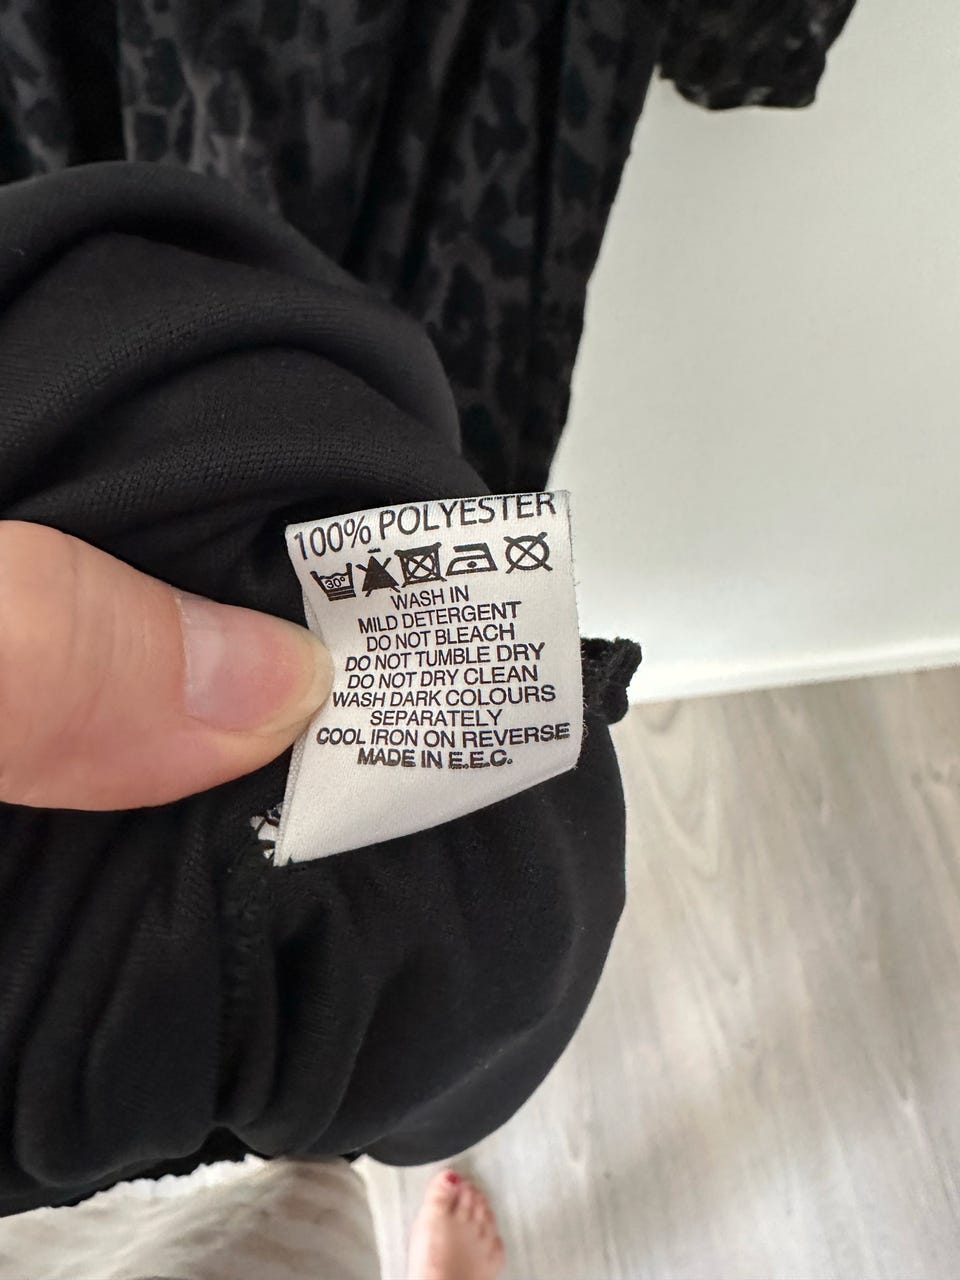 100% POLYESTER
30°
WASH IN
MILD DETERGENT
DO NOT BLEACH
DO NOT TUMBLE DRY
DO NOT DRY CLEAN
WASH DARK COLOURS
SEPARATELY
COOL IRON ON REVERSE
MADE IN E.E.C.